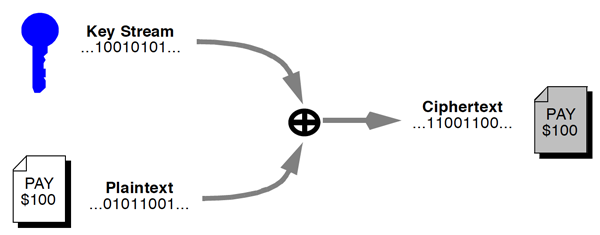 Key Stream
...10010101...
Ciphertext
...11001100...
PAY
$100
PAY
$100
Plaintext
...01011001...